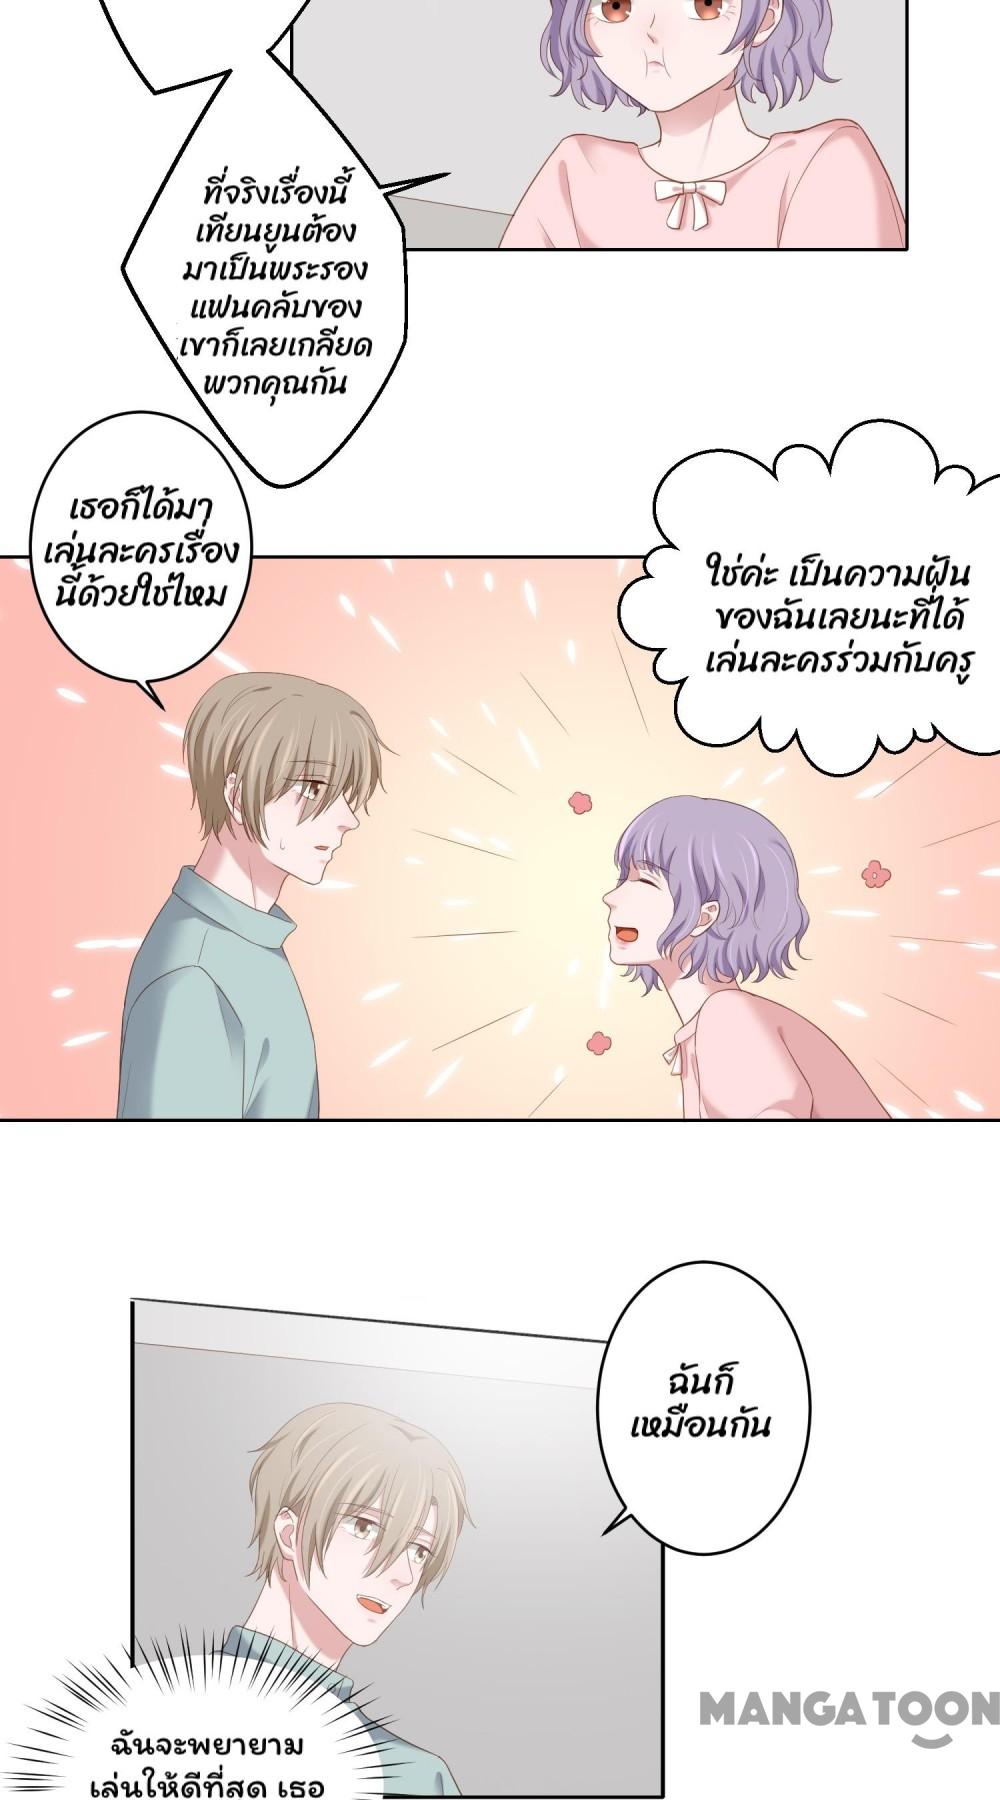 ที่จริงเรื่องนี้
เทียนยูนต้อง
มาเป็นพระรอง
แฟนคลับของ
เขาก็เลยเกลียด
พวกคุณกัน
เธอก็ได้มา
เล่นละครเรื่อง
นี้ด้วยใช่ไหม
ใช่ค่ะ เป็นความฝัน
ของฉันเลยนะที่ได้
เล่นละครร่วมกับครู
ฉันก็
เหมือนกัน
MANGATOON
ฉันจะพยายาม
เล่นให้ดีที่สุด เธอ